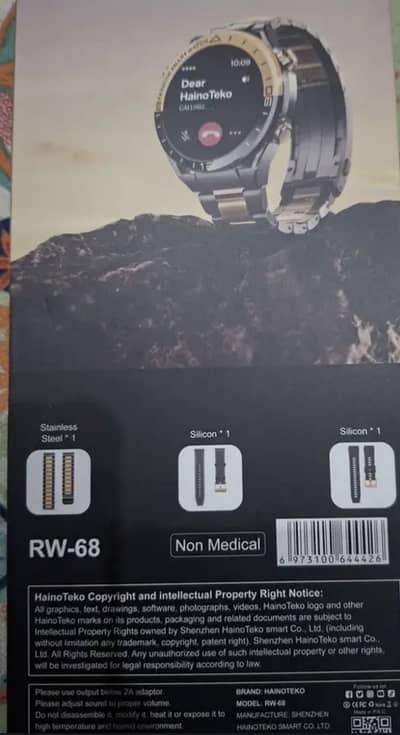 10:09
Dear
HainoTeko
CALLING...
Stainless
Steel * 1
Silicon * 1
Silicon * 1
RW-68
Non Medical
6 973100 644426
HainoTeko Copyright and intellectual Property Right Notice:
All graphics, text, drawings, software, photographs, videos, HainoTeko logo and other
HainoTeko marks on its products, packaging and related documents are subject to
Intellectual Property Rights owned by Shenzhen HainoTeko smart Co., Ltd. (including
without limitation any trademark, copyright, patent right). Shenzhen HainoTeko smart Co.,
Ltd. All Rights Reserved. Any unauthorized use of such intellectual property or other rights,
will be investigated for legal responsibility according to law.
Please use output below 2A adaptor.
Please adjust sound to proper volume.
Do not disassemble it, modify it, heat it or expose it to
high temperature and humid environment.
BRAND: HAINOTEKO
MODEL: RW-68
MANUFACTURE: SHENZHEN
HAINOTEKO SMART CO., LTD.
Follow us on
Made in P.R.C.